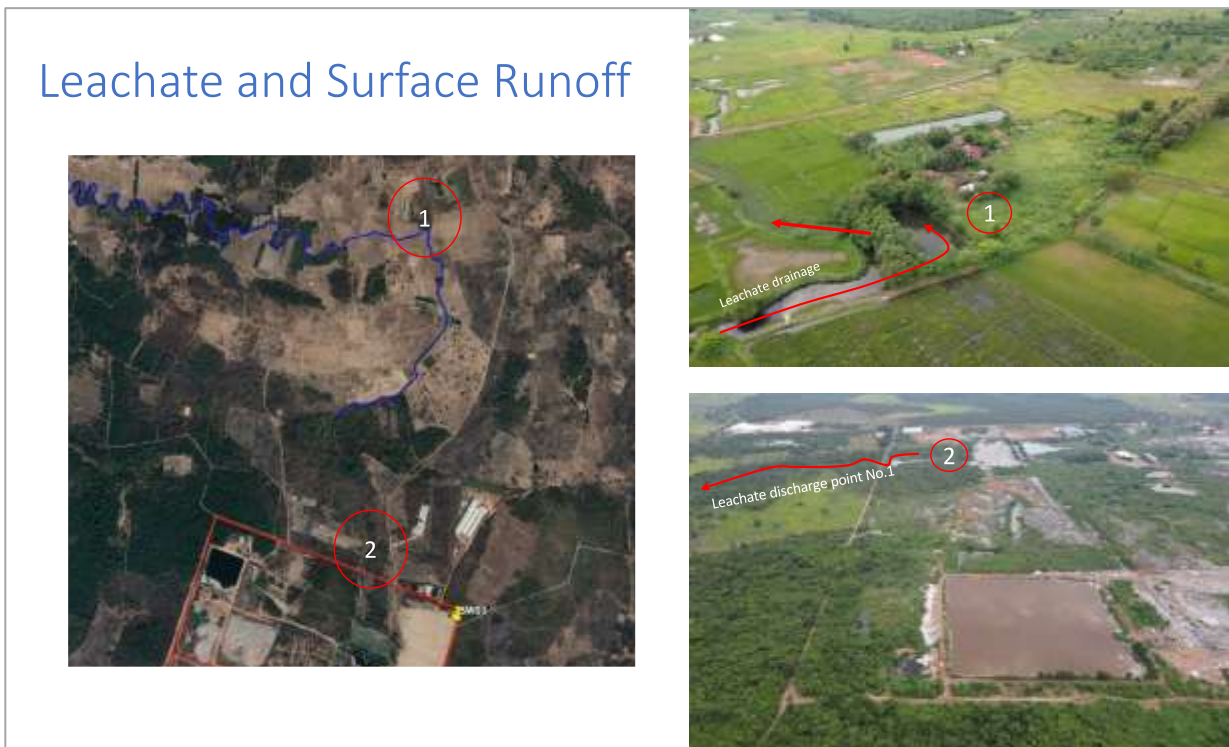 Leachate and Surface Runoff
1
2
1
Leachate drainage
2
Leachate discharge point No.1